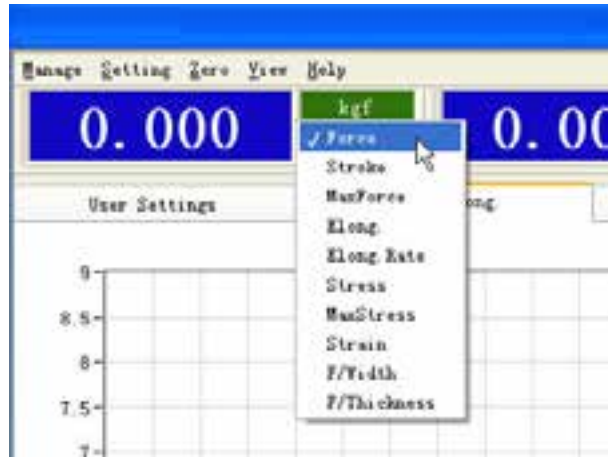 Manage Setting Zero View Help
0.000
kgf
0.00
✓ Force
Stroke
MaxForce
Elong.
Elong.Rate
Stress
MaxStress
Strain
F/Width
F/Thickness
User Settings
ong.
9
8.5
8
7.5
7